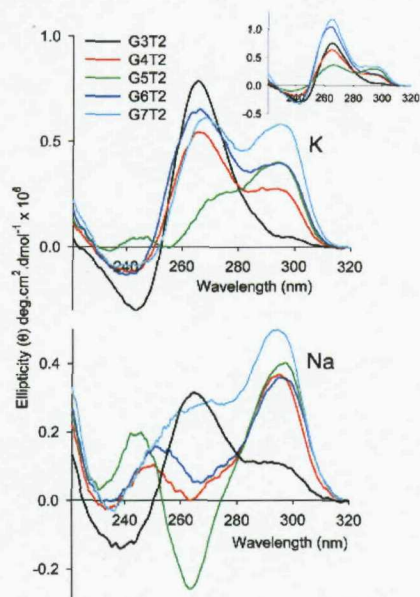 G3T2
G4T2
G5T2
G6T2
G7T2
1.0
0.5
0.0
-0.5
240 260 280 300 320
K
1.0
0.5
0.0
240 260 280 300 320
Wavelength (nm)
Ellipticity (θ) deg.cm².dmol⁻¹ x 10⁶
Na
0.4
0.2
0.0
-0.2
240 260 280 300 320
Wavelength (nm)